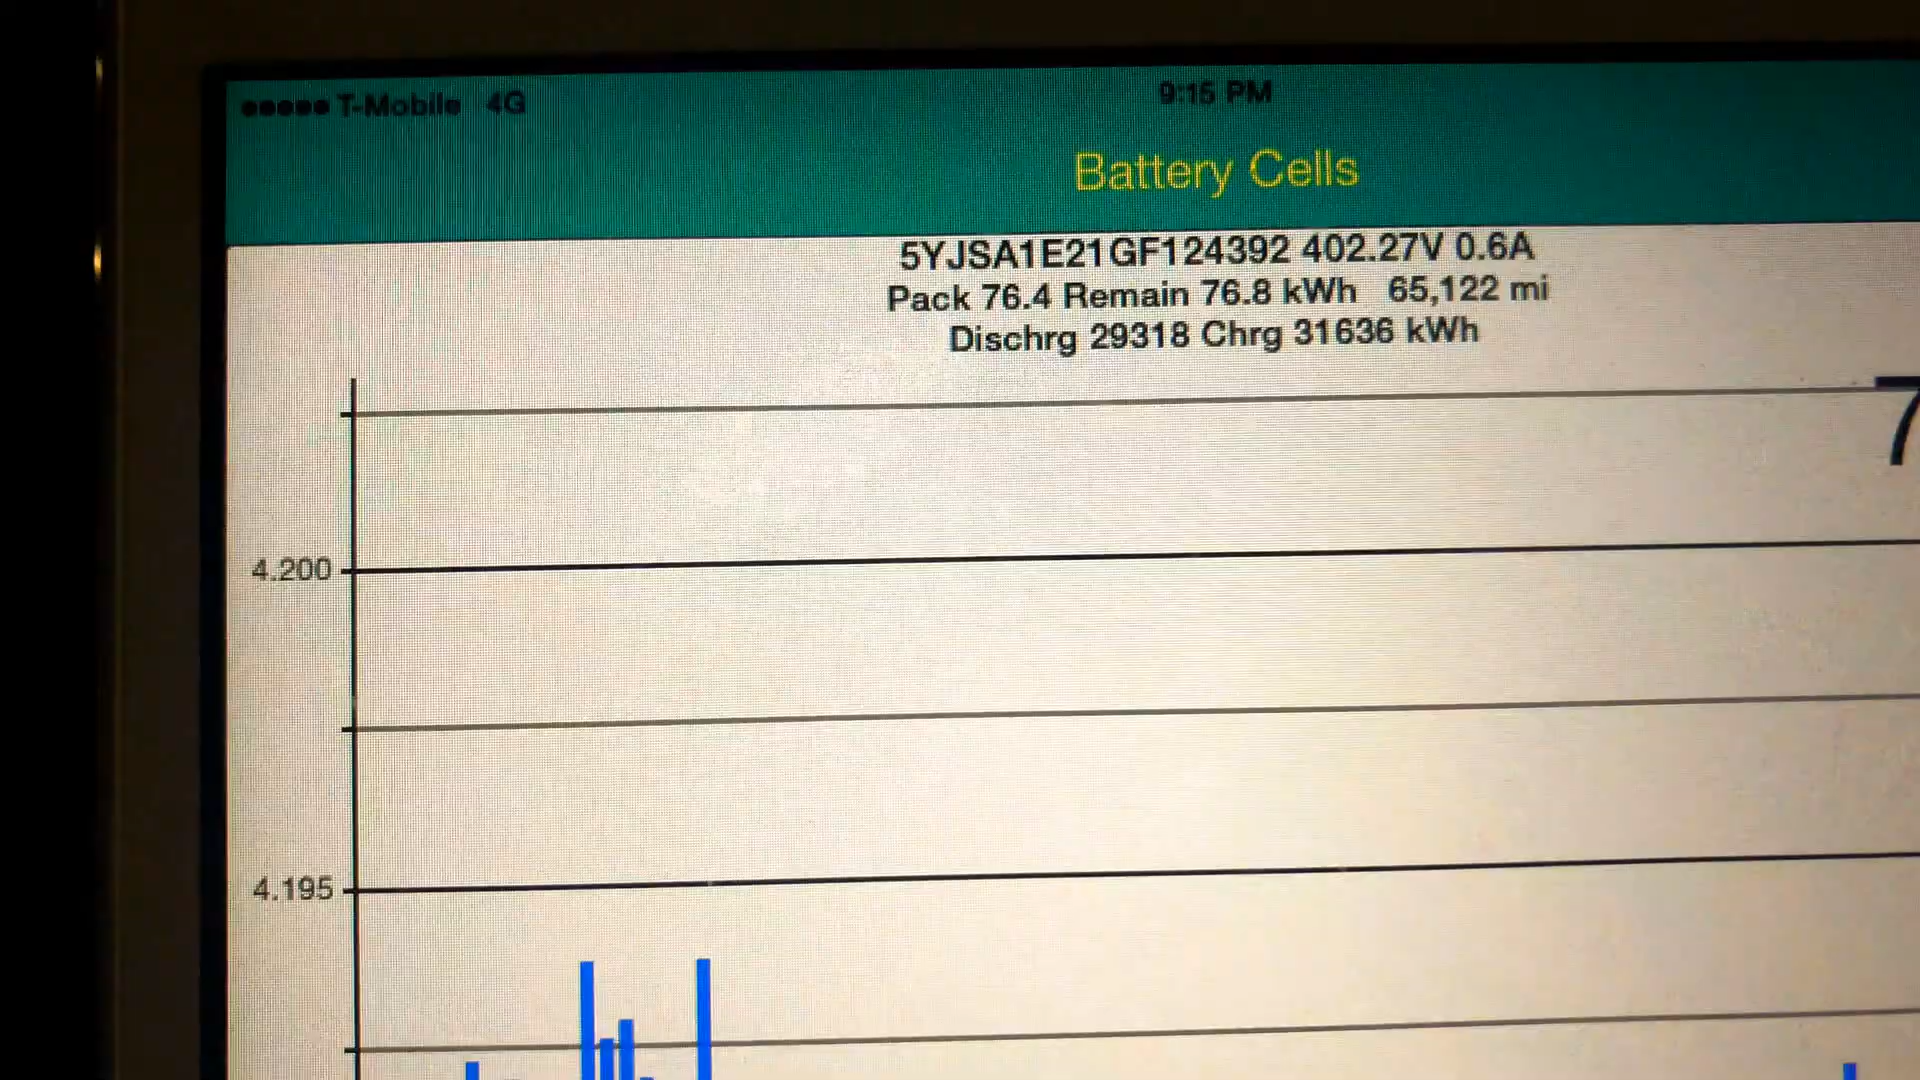 ●●●●● T-Mobile 4G
9:15 PM
Battery Cells
5YJSA1E21GF124392 402.27V 0.6A
Pack 76.4 Remain 76.8 kWh 65,122 mi
Dischrg 29318 Chrg 31636 kWh
7
4.200
4.195